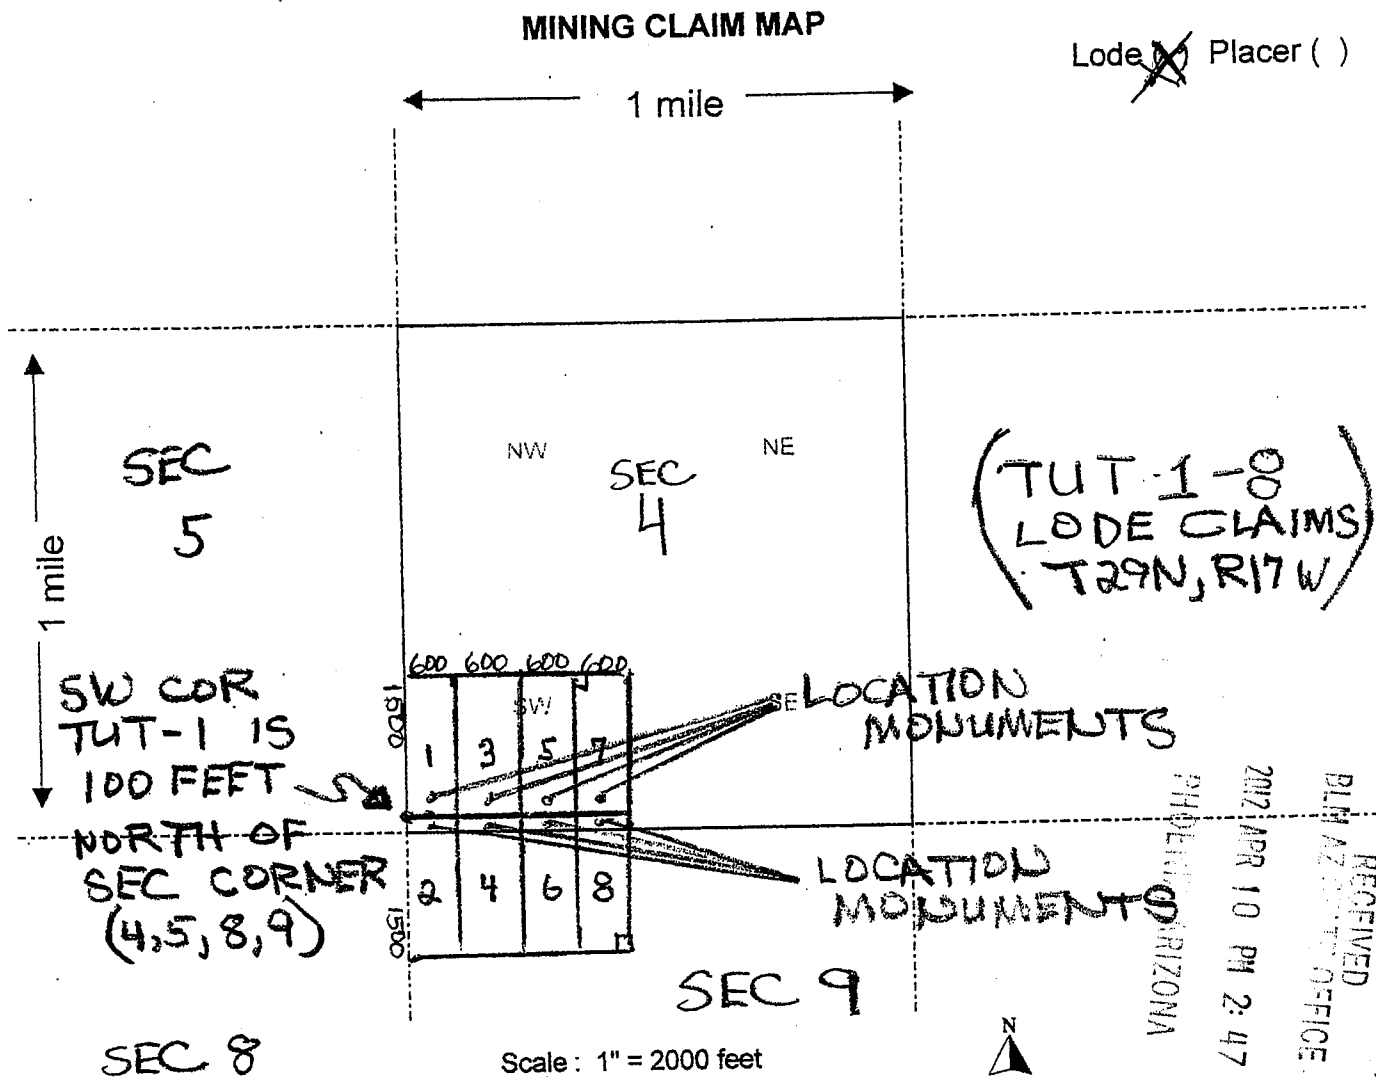 MINING CLAIM MAP
Lode Placer ( )
1 mile
NW
NE
SEC
5
SEC
4
(TUT 1-8
LODE CLAIMS
T29N, R17W)
1 mile
600 600 600 600
1500
SW
SE
SW COR
TUT-1 IS
100 FEET
NORTH OF
SEC CORNER
(4,5,8,9)
1 3 5 7
LOCATION
MONUMENTS
2 4 6 8
1500
LOCATION
MONUMENTS
RECEIVED
BLM AZ OFFICE
2012 APR 10 PM 2:47
SEC 9
SEC 8
Scale : 1" = 2000 feet
N